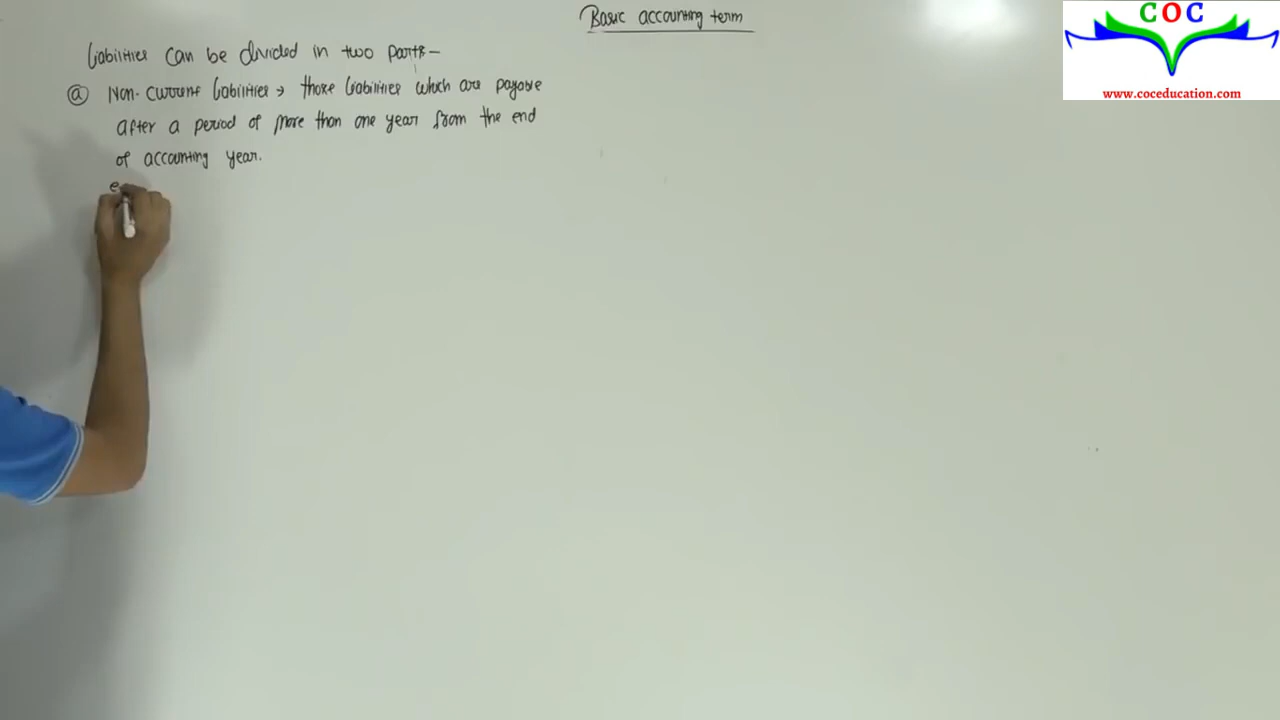 Basic accounting term
COC
www.coceducation.com
Liabilities can be divided in two parts-
(a) Non-current liabilities → those liabilities which are payable
after a period of more than one year from the end
of accounting year.
e